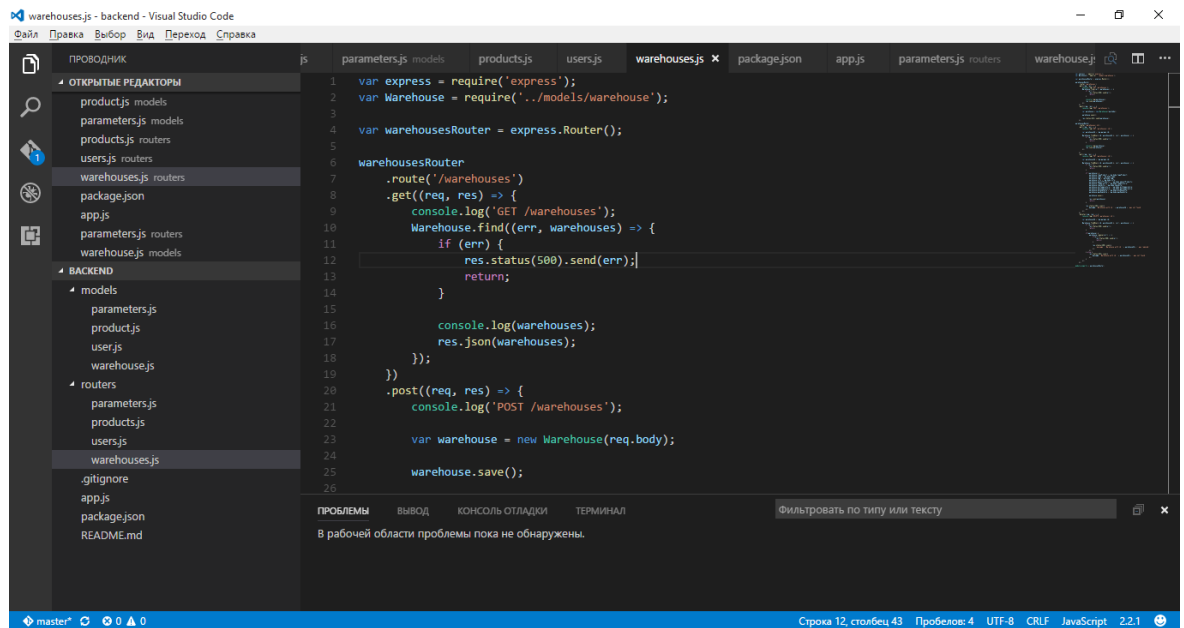 warehouses.js - backend - Visual Studio Code
Файл Правка Выбор Вид Переход Справка
ПРОВОДНИК
ОТКРЫТЫЕ РЕДАКТОРЫ
product.js models
parameters.js models
products.js routers
users.js routers
warehouses.js routers
package.json
app.js
parameters.js routers
warehouse.js models
BACKEND
models
parameters.js
product.js
user.js
warehouse.js
routers
parameters.js
products.js
users.js
warehouses.js
.gitignore
app.js
package.json
README.md
1
js parameters.js models products.js users.js warehouses.js package.json app.js parameters.js routers warehouse.js
1 var express = require('express');
2 var Warehouse = require('../models/warehouse');
3
4 var warehousesRouter = express.Router();
5
6 warehousesRouter
7 .route('/warehouses')
8 .get((req, res) => {
9 console.log('GET /warehouses');
10 Warehouse.find((err, warehouses) => {
11 if (err) {
12 res.status(500).send(err);
13 return;
14 }
15
16 console.log(warehouses);
17 res.json(warehouses);
18 });
19 })
20 .post((req, res) => {
21 console.log('POST /warehouses');
22
23 var warehouse = new Warehouse(req.body);
24
25 warehouse.save();
26
ПРОБЛЕМЫ ВЫВОД КОНСОЛЬ ОТЛАДКИ ТЕРМИНАЛ Фильтровать по типу или тексту
В рабочей области проблемы пока не обнаружены.
master* 0 0 Строка 12, столбец 43 Пробелов: 4 UTF-8 CRLF JavaScript 2.2.1